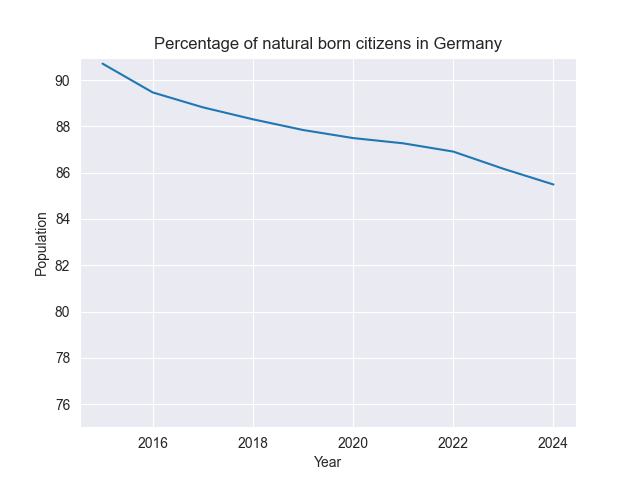 Percentage of natural born citizens in Germany
90
88
86
84
82
80
78
76
Population
2016 2018 2020 2022 2024
Year